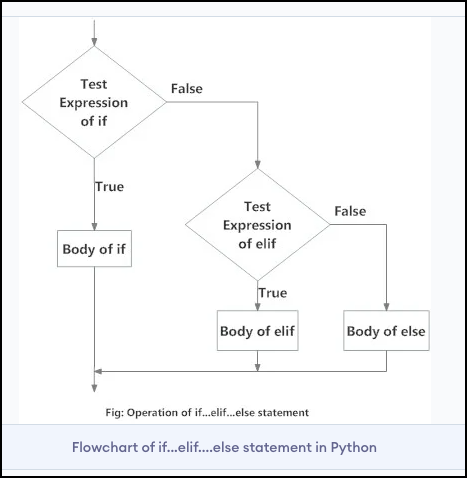 Test
Expression
of if
False
True
Body of if
Test
Expression
of elif
False
True
Body of elif
Body of else
Fig: Operation of if...elif...else statement
Flowchart of if...elif....else statement in Python